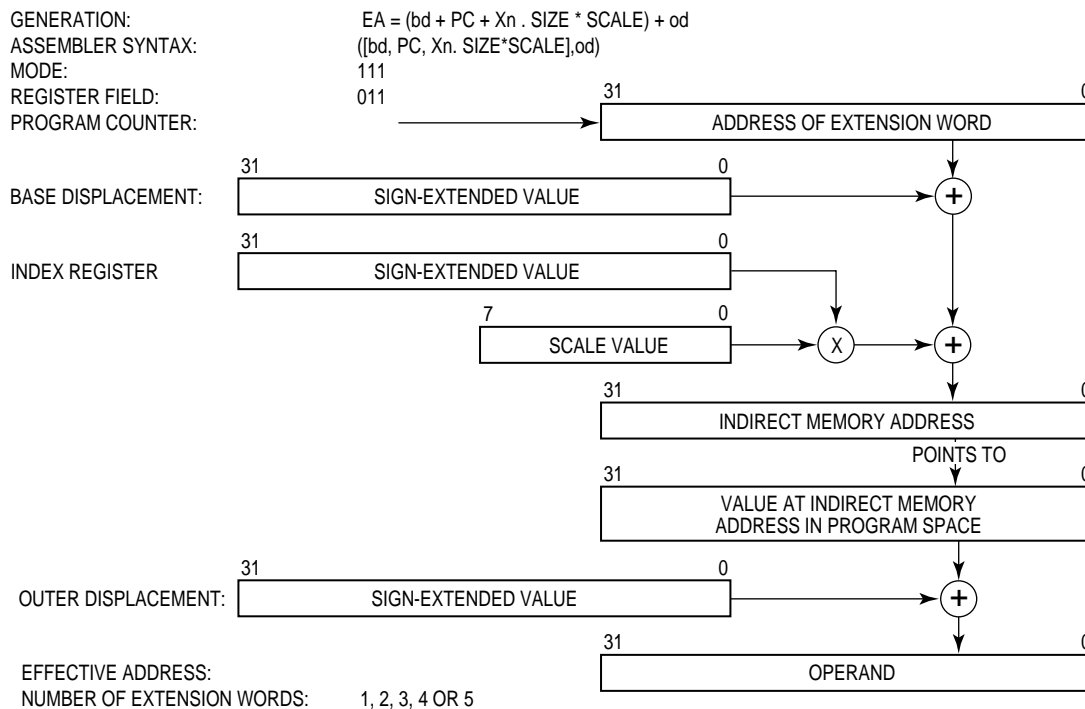 GENERATION: EA = (bd + PC + Xn . SIZE * SCALE) + od
ASSEMBLER SYNTAX: ([bd, PC, Xn. SIZE*SCALE],od)
MODE: 111
REGISTER FIELD: 011
31 0
PROGRAM COUNTER: ADDRESS OF EXTENSION WORD
31 0
BASE DISPLACEMENT: SIGN-EXTENDED VALUE +
31 0
INDEX REGISTER SIGN-EXTENDED VALUE
7 0
SCALE VALUE X +
31 0
INDIRECT MEMORY ADDRESS
POINTS TO
31 0
VALUE AT INDIRECT MEMORY
ADDRESS IN PROGRAM SPACE
31 0
OUTER DISPLACEMENT: SIGN-EXTENDED VALUE +
31 0
EFFECTIVE ADDRESS: OPERAND
NUMBER OF EXTENSION WORDS: 1, 2, 3, 4 OR 5